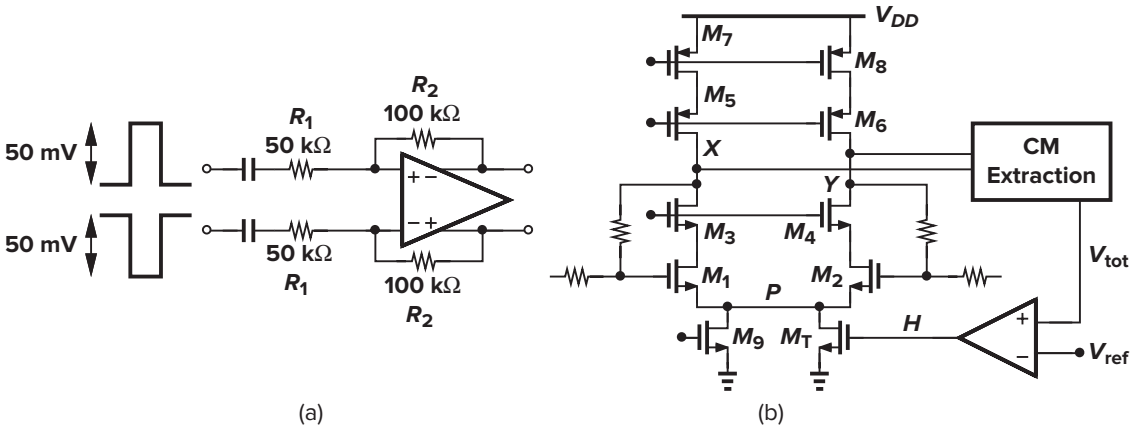 50 mV
50 mV
R1
50 kΩ
R2
100 kΩ
+ −
− +
50 kΩ
R1
100 kΩ
R2
(a)
VDD
M7
M8
M5
M6
X
Y
CM
Extraction
M3
M4
M1
M2
P
Vtot
M9
MT
H
+
−
Vref
(b)